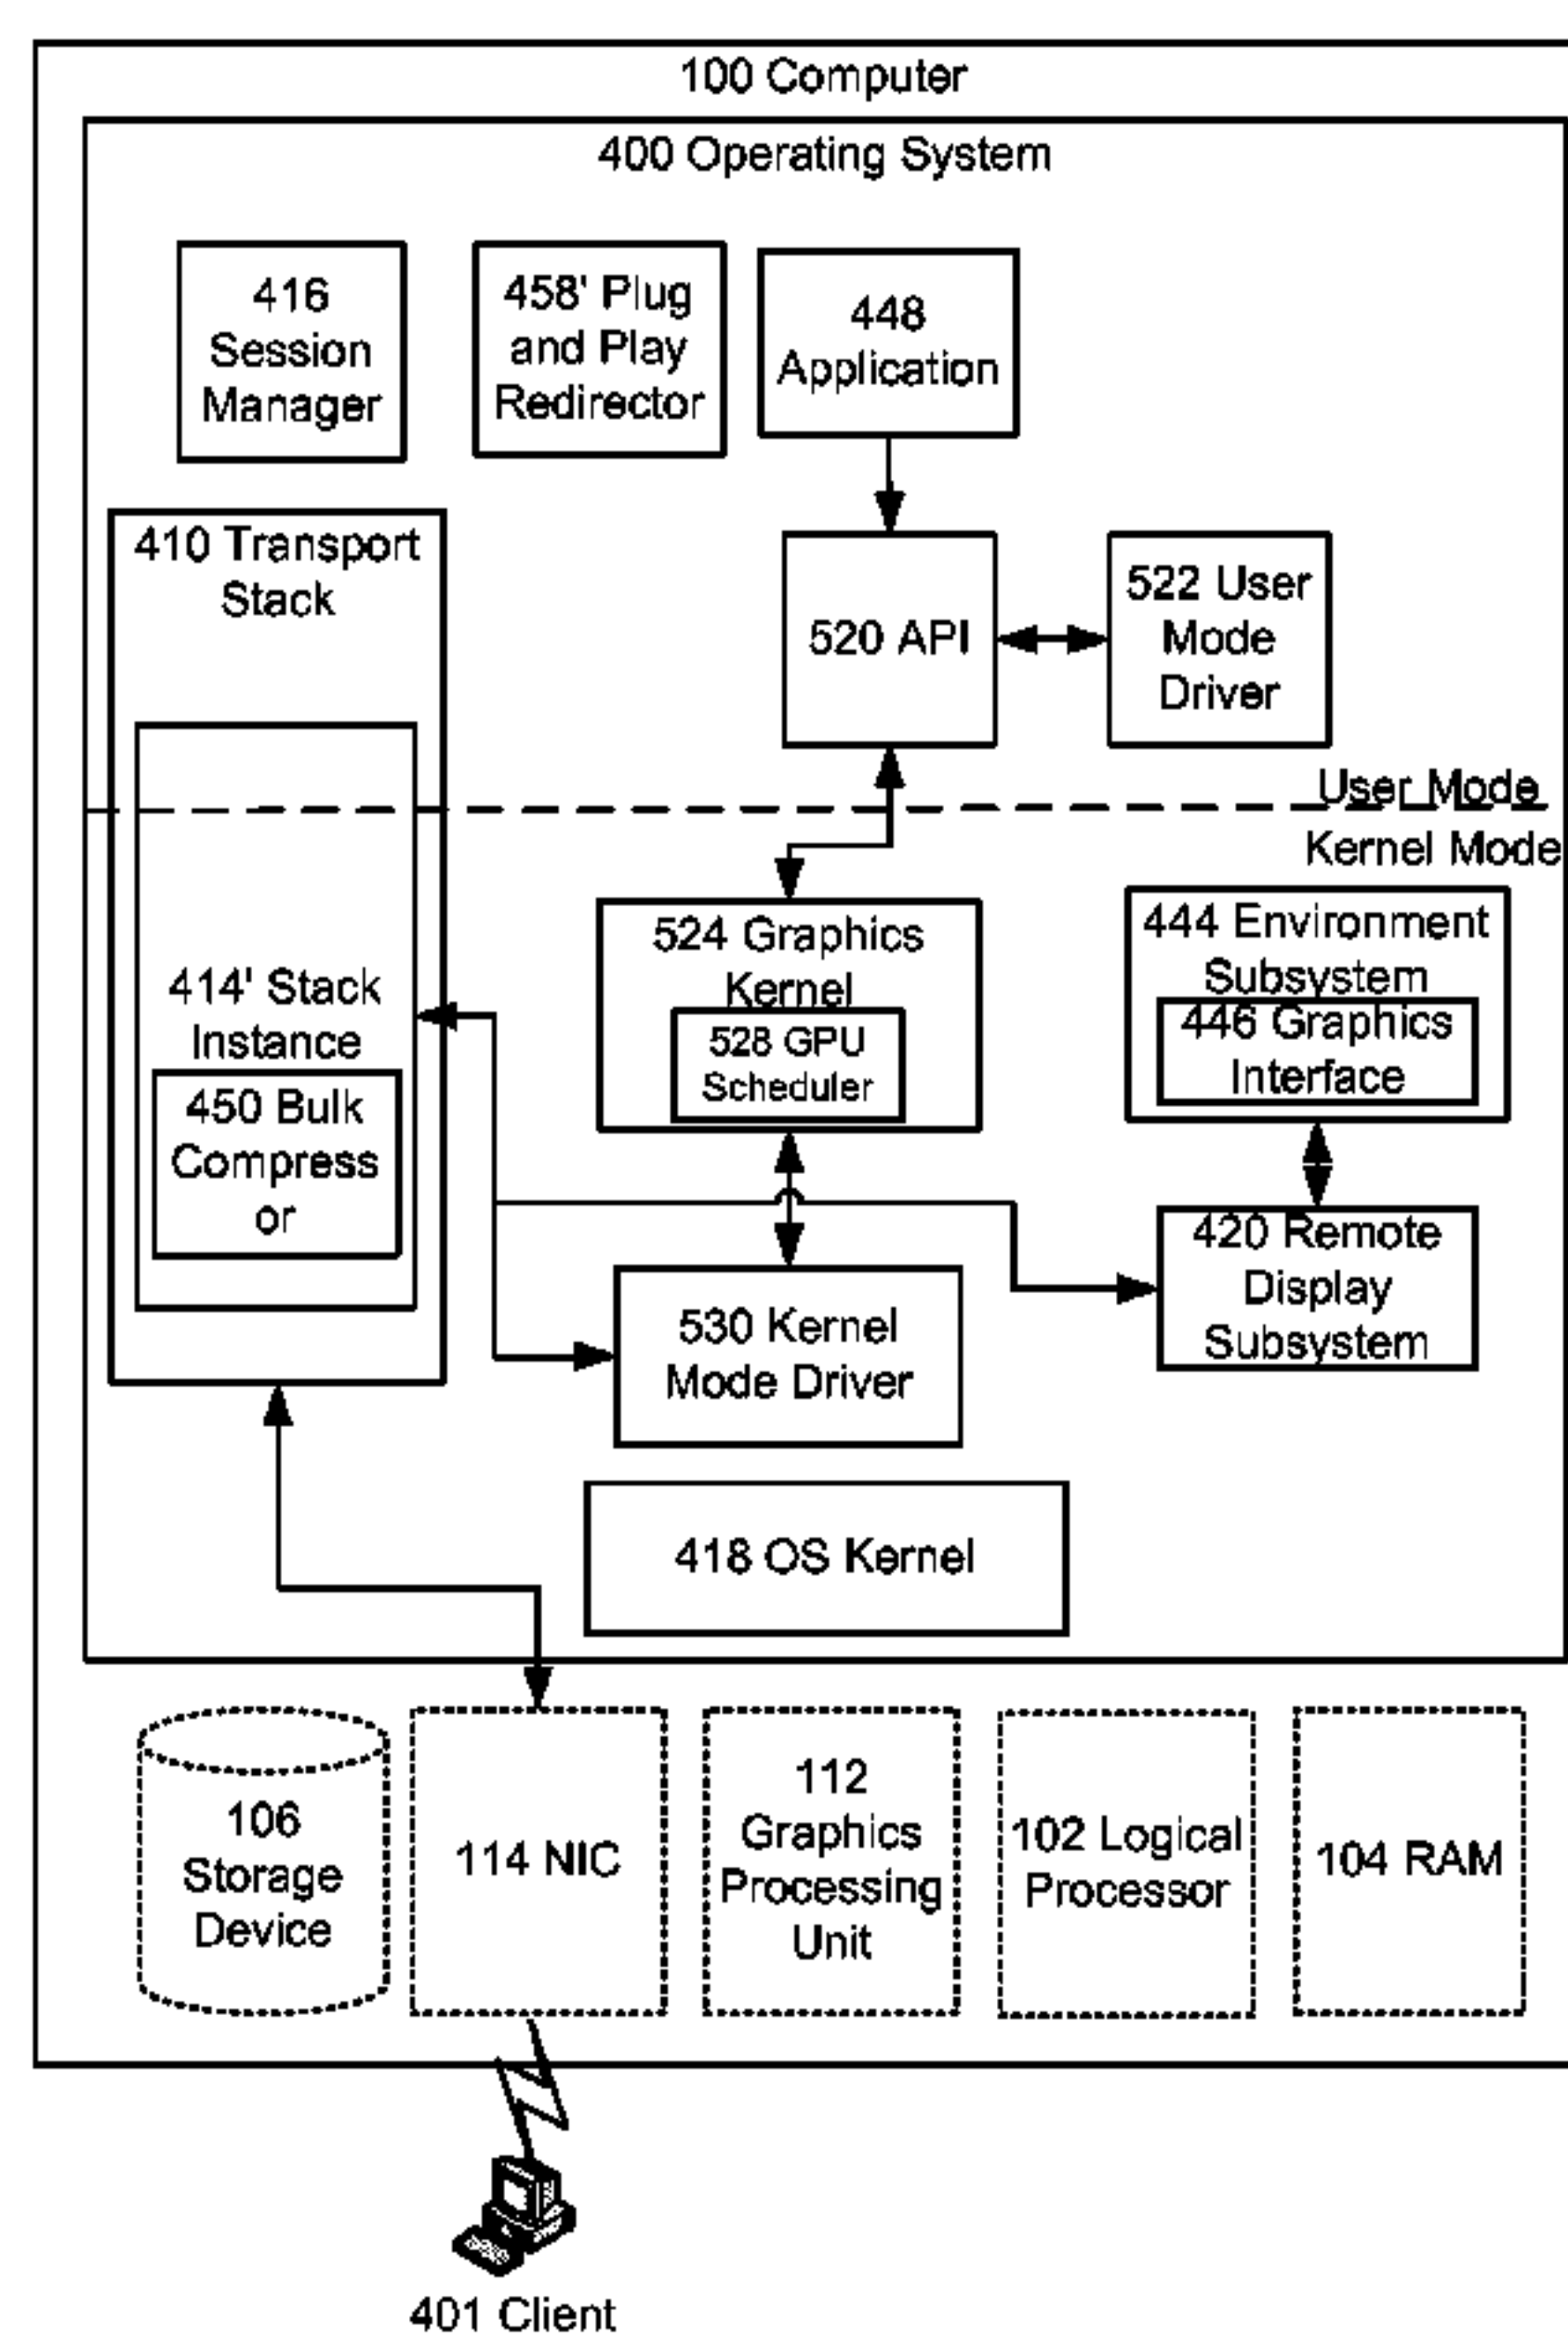 100 Computer
400 Operating System
416
Session
Manager
458' Plug
and Play
Redirector
448
Application
410 Transport
Stack
520 API
522 User
Mode
Driver
User Mode
Kernel Mode
524 Graphics
Kernel
528 GPU
Scheduler
444 Environment
Subsystem
446 Graphics
Interface
414' Stack
Instance
450 Bulk
Compress
or
420 Remote
Display
Subsystem
530 Kernel
Mode Driver
418 OS Kernel
106
Storage
Device
114 NIC
112
Graphics
Processing
Unit
102 Logical
Processor
104 RAM
401 Client